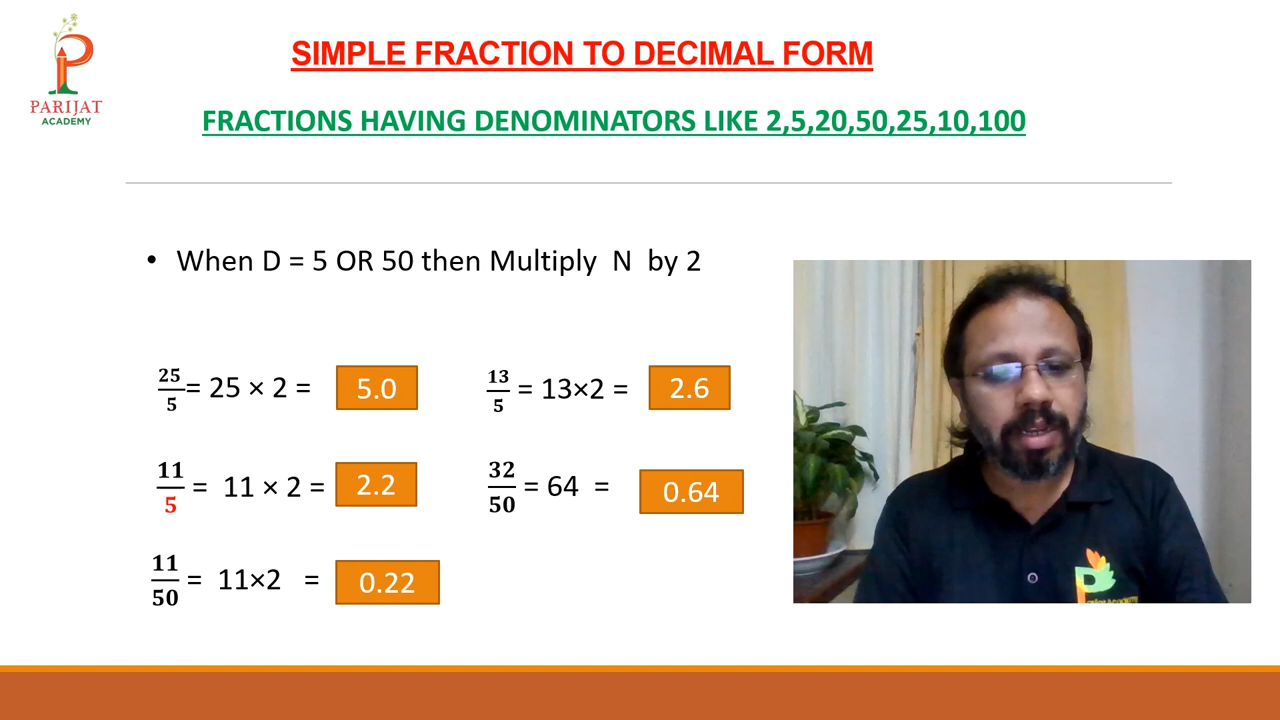 PARIJAT
ACADEMY
SIMPLE FRACTION TO DECIMAL FORM
FRACTIONS HAVING DENOMINATORS LIKE 2,5,20,50,25,10,100
• When D = 5 OR 50 then Multiply N by 2
25/5 = 25 × 2 = 5.0
13/5 = 13×2 = 2.6
11/5 = 11 × 2 = 2.2
32/50 = 64 = 0.64
11/50 = 11×2 = 0.22